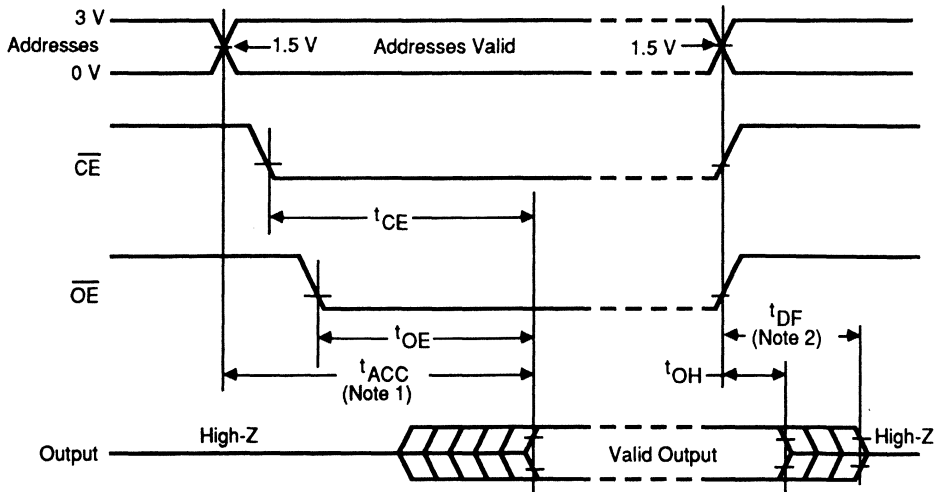 3 V
Addresses
0 V
1.5 V
Addresses Valid
1.5 V
CE
tCE
OE
tOE
tDF
(Note 2)
tACC
(Note 1)
tOH
Output
High-Z
Valid Output
High-Z